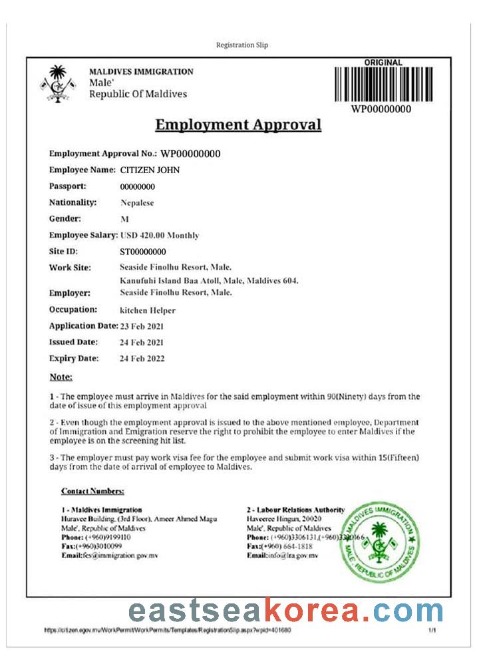 Registration Slip
MALDIVES IMMIGRATION
Male'
Republic Of Maldives
ORIGINAL
WP00000000
Employment Approval
Employment Approval No.: WP00000000
Employee Name: CITIZEN JOHN
Passport: 00000000
Nationality: Nepalese
Gender: M
Employee Salary: USD 420.00 Monthly
Site ID: ST00000000
Work Site: Seaside Finolhu Resort, Male.
Kanufuhi Island Baa Atoll, Male, Maldives 604.
Employer: Seaside Finolhu Resort, Male.
Occupation: kitchen Helper
Application Date: 23 Feb 2021
Issued Date: 24 Feb 2021
Expiry Date: 24 Feb 2022
Note:
1 - The employee must arrive in Maldives for the said employment within 90(Ninety) days from the
date of issue of this employment approval
2 - Even though the employment approval is issued to the above mentioned employee, Department
of Immigration and Emigration reserve the right to prohibit the employee to enter Maldives if the
employee is on the screening hit list.
3 - The employer must pay work visa fee for the employee and submit work visa within 15(Fifteen)
days from the date of arrival of employee to Maldives.
Contact Numbers:
1 - Maldives Immigration
Huravee Building, (3rd Floor), Ameer Ahmed Magu
Male', Republic of Maldives
Phone: (+960)9199110
Fax:(+960)3010099
Email:fes@immigration.gov.mv
2 - Labour Relations Authority
Haveeree Hingun, 20020
Male', Republic of Maldives
Phone: (+960)3306131,(+960)
Fax:(+960) 664-1818
Email:info@lra.gov.mv
MALDIVES IMMIGRATION
MALE', REPUBLIC OF MALDIVES
eastseakorea.com
https://citizen.egov.mv/WorkPermit/WorkPermits/Templates/RegistrationSlip.aspx?wpid=401680
1/1